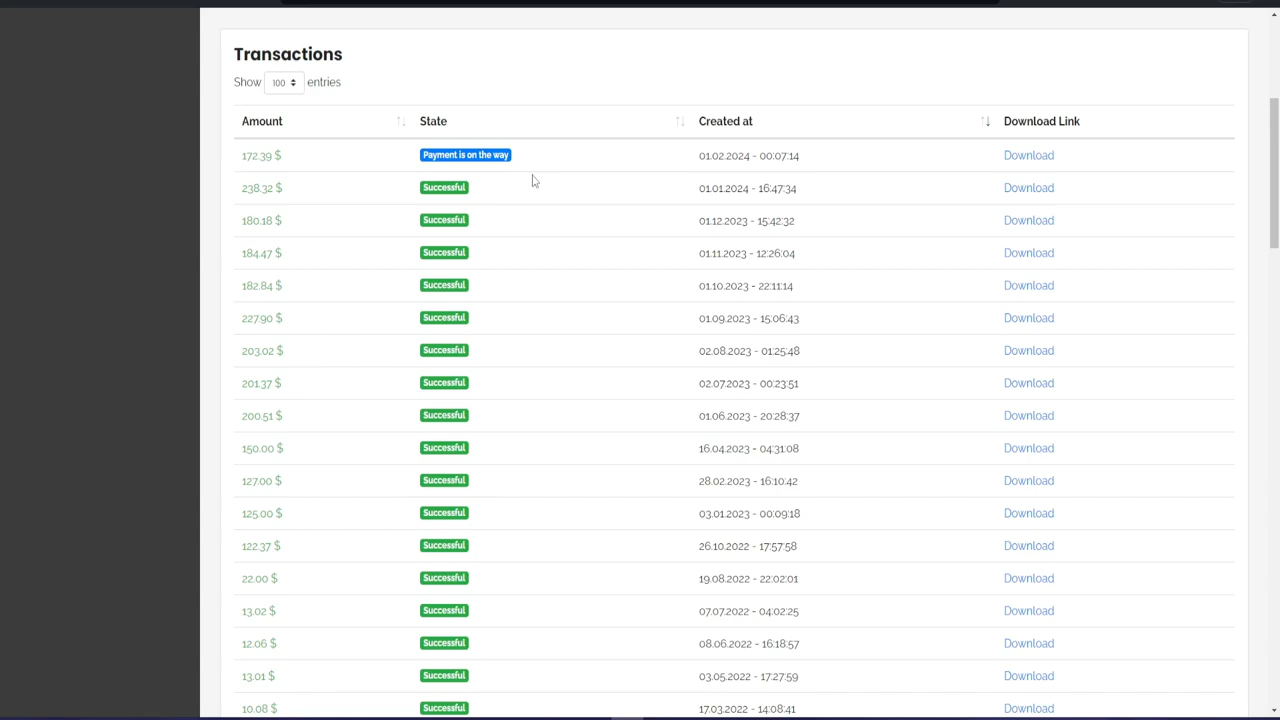 Transactions
Show 100 entries
Amount State Created at Download Link
172.39 $ Payment is on the way 01.02.2024 - 00:07:14 Download
238.32 $ Successful 01.01.2024 - 16:47:34 Download
180.18 $ Successful 01.12.2023 - 15:42:32 Download
184.47 $ Successful 01.11.2023 - 12:26:04 Download
182.84 $ Successful 01.10.2023 - 22:11:14 Download
227.90 $ Successful 01.09.2023 - 15:06:43 Download
203.02 $ Successful 02.08.2023 - 01:25:48 Download
201.37 $ Successful 02.07.2023 - 00:23:51 Download
200.51 $ Successful 01.06.2023 - 20:28:37 Download
150.00 $ Successful 16.04.2023 - 04:31:08 Download
127.00 $ Successful 28.02.2023 - 16:10:42 Download
125.00 $ Successful 03.01.2023 - 00:09:18 Download
122.37 $ Successful 26.10.2022 - 17:57:58 Download
22.00 $ Successful 19.08.2022 - 22:02:01 Download
13.02 $ Successful 07.07.2022 - 04:02:25 Download
12.06 $ Successful 08.06.2022 - 16:18:57 Download
13.01 $ Successful 03.05.2022 - 17:27:59 Download
10.08 $ Successful 17.03.2022 - 14:08:41 Download